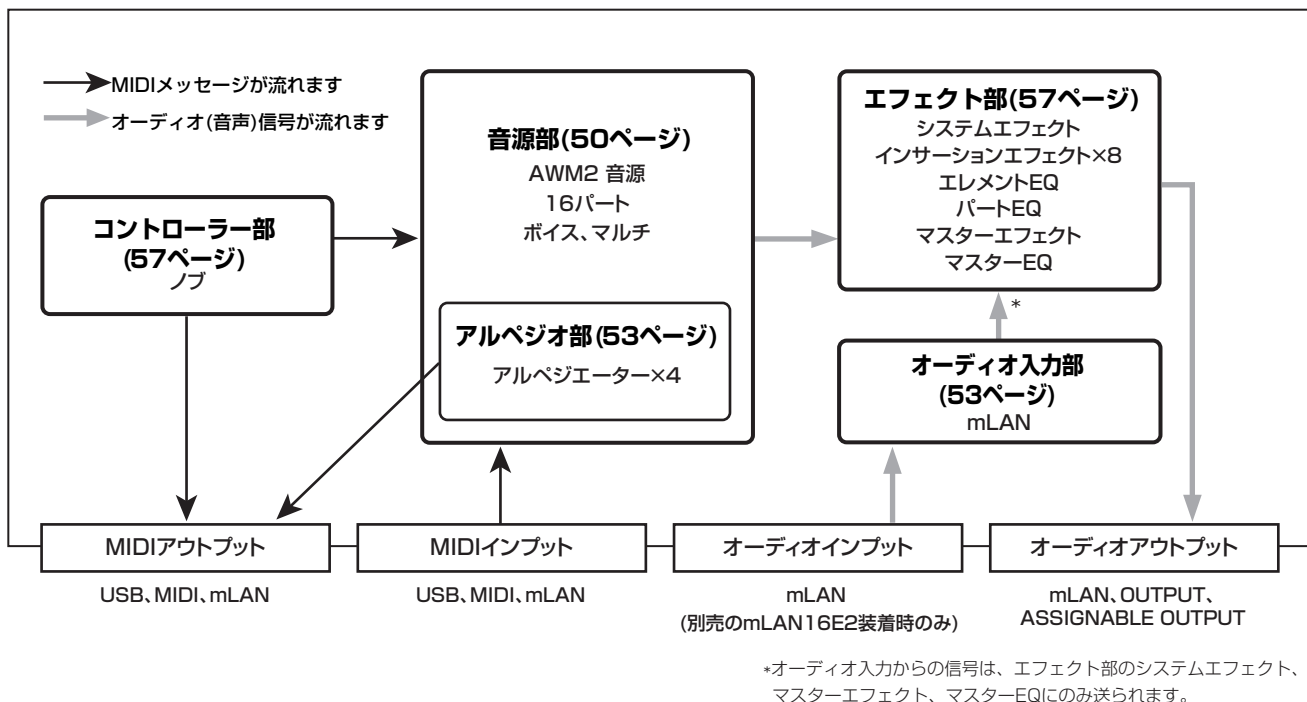 MIDIメッセージが流れます
オーディオ(音声)信号が流れます
コントローラー部
(57ページ)
ノブ
音源部(50ページ)
AWM2 音源
16パート
ボイス、マルチ
アルペジオ部(53ページ)
アルペジエーター×4
エフェクト部(57ページ)
システムエフェクト
インサーションエフェクト×8
エレメントEQ
パートEQ
マスターエフェクト
マスターEQ
*
オーディオ入力部
(53ページ)
mLAN
MIDIアウトプット
USB、MIDI、mLAN
MIDIインプット
USB、MIDI、mLAN
オーディオインプット
mLAN
(別売のmLAN16E2装着時のみ)
オーディオアウトプット
mLAN、OUTPUT、
ASSIGNABLE OUTPUT
*オーディオ入力からの信号は、エフェクト部のシステムエフェクト、
マスターエフェクト、マスターEQにのみ送られます。